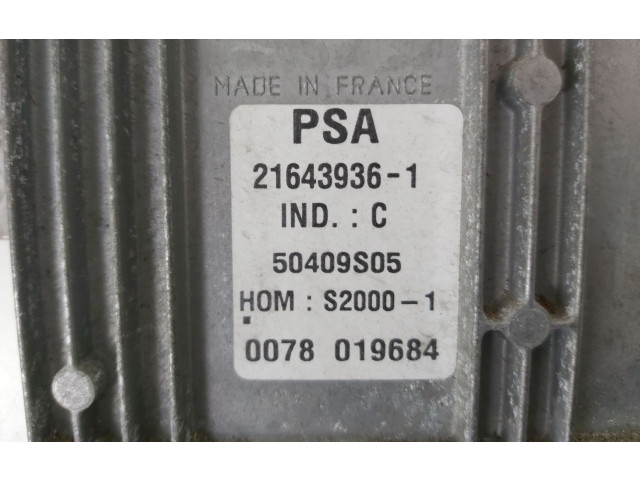 MADE IN FRANCE
PSA
21643936-1
IND. : C
50409S05
HOM : S2000-1
0078 019684